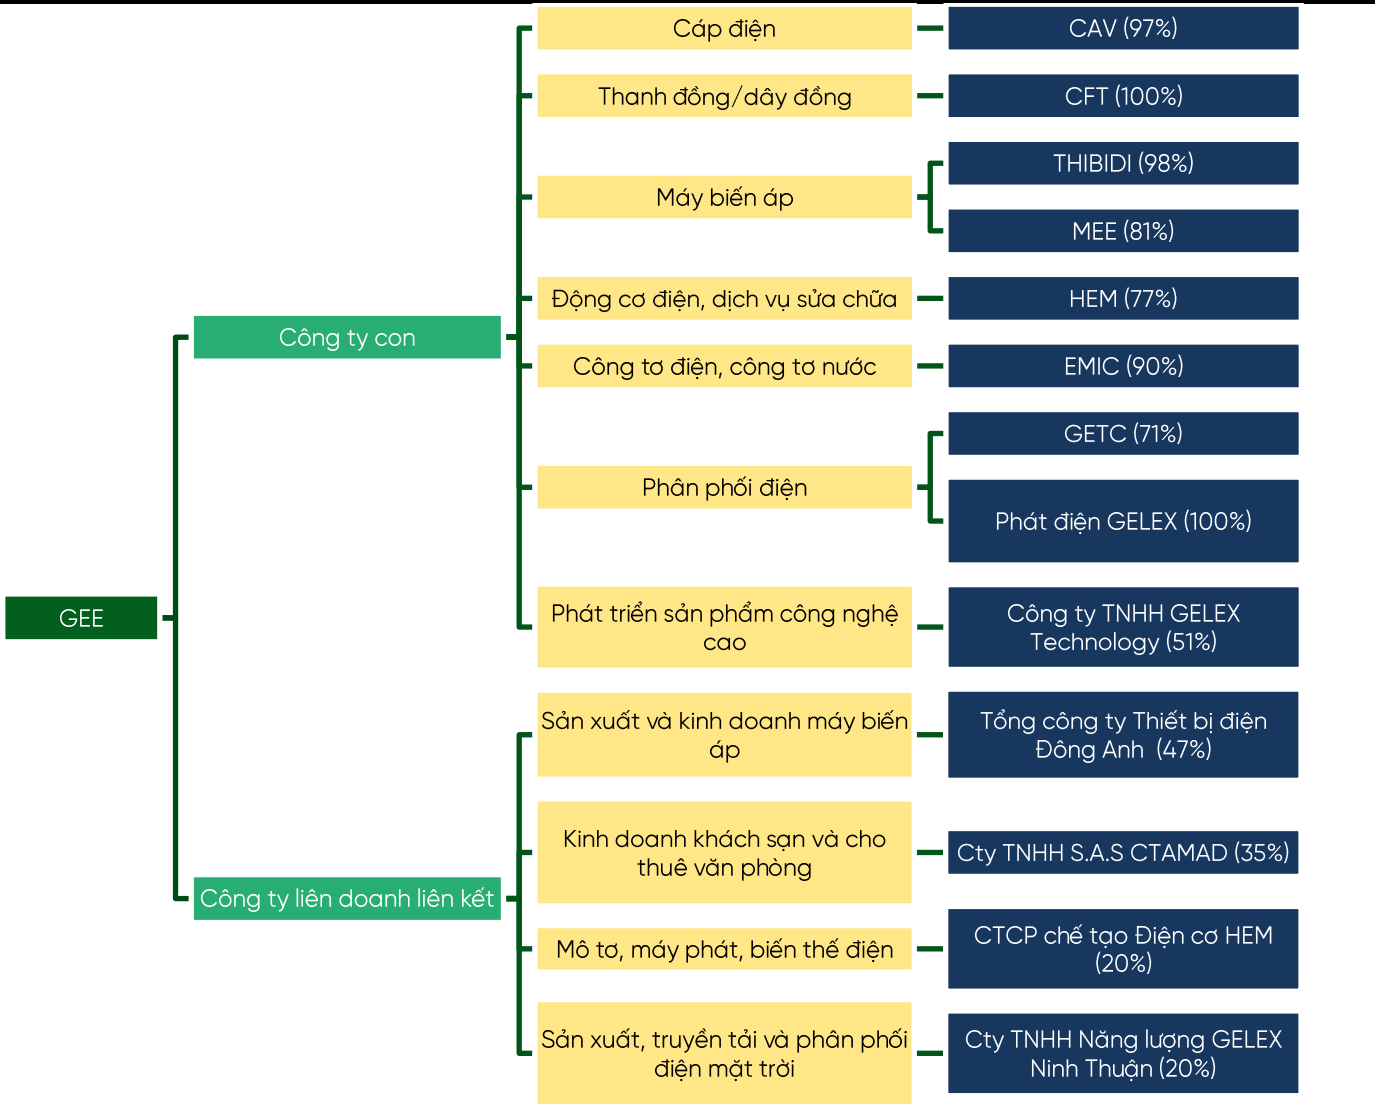 GEE
Công ty con
Cáp điện
CAV (97%)
Thanh đồng/dây đồng
CFT (100%)
Máy biến áp
THIBIDI (98%)
MEE (81%)
Động cơ điện, dịch vụ sửa chữa
HEM (77%)
Công tơ điện, công tơ nước
EMIC (90%)
Phân phối điện
GETC (71%)
Phát điện GELEX (100%)
Phát triển sản phẩm công nghệ
cao
Công ty TNHH GELEX
Technology (51%)
Công ty liên doanh liên kết
Sản xuất và kinh doanh máy biến
áp
Tổng công ty Thiết bị điện
Đông Anh (47%)
Kinh doanh khách sạn và cho
thuê văn phòng
Cty TNHH S.A.S CTAMAD (35%)
Mô tơ, máy phát, biến thế điện
CTCP chế tạo Điện cơ HEM
(20%)
Sản xuất, truyền tải và phân phối
điện mặt trời
Cty TNHH Năng lượng GELEX
Ninh Thuận (20%)